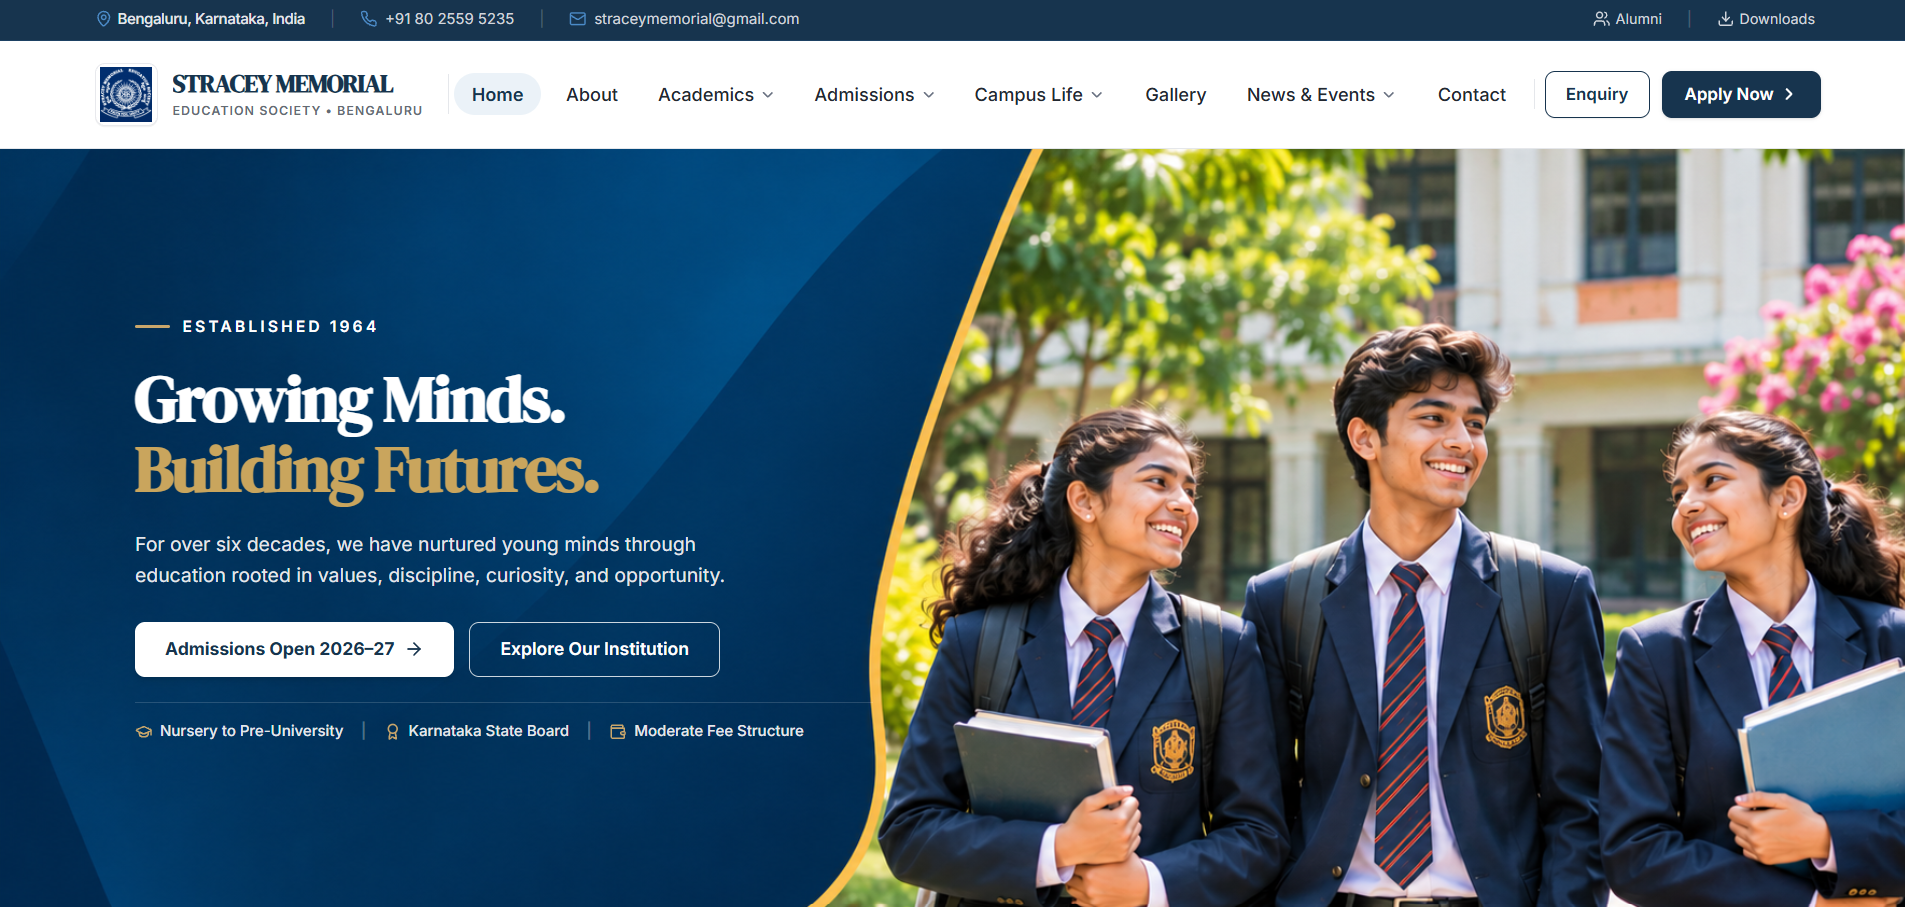 Bengaluru, Karnataka, India
+91 80 2559 5235
straceymemorial@gmail.com
Alumni
Downloads
STRACEY MEMORIAL
EDUCATION SOCIETY • BENGALURU
Home
About
Academics
Admissions
Campus Life
Gallery
News & Events
Contact
Enquiry
Apply Now
ESTABLISHED 1964
Growing Minds.
Building Futures.
For over six decades, we have nurtured young minds through
education rooted in values, discipline, curiosity, and opportunity.
Admissions Open 2026–27
Explore Our Institution
Nursery to Pre-University
Karnataka State Board
Moderate Fee Structure